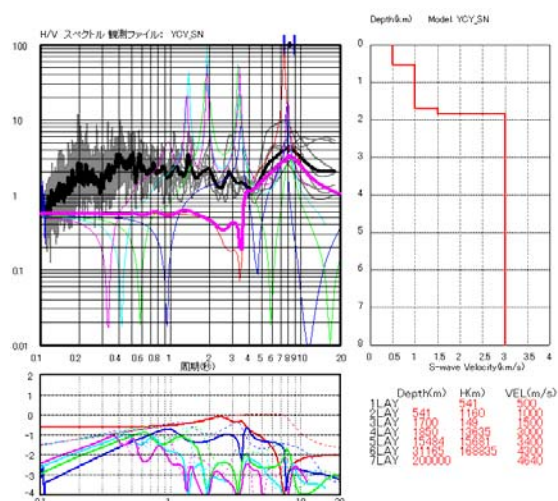 H/V スペクトル 観測ファイル: YCY_SN
100
10
1
0.1
0.01
0.1 0.2 0.4 0.6 0.8 1 2 3 4 5 6 7 8 9 10 20
周期(秒)
2
1
0
-1
-2
-3
-4
0.1 1 10 20
Depth(km) Model: YCY_SN
0
1
2
3
4
5
6
7
8
0 0.5 1 1.5 2 2.5 3 3.5 4
S-wave Velocity(km/s)
Depth(m) H(m) VEL(m/s)
1LAY 541 500
2LAY 541 1160 1000
3LAY 1700 149 1500
4LAY 1850 3000
5LAY 15484
6LAY 31165 168835
7LAY 200000 4640